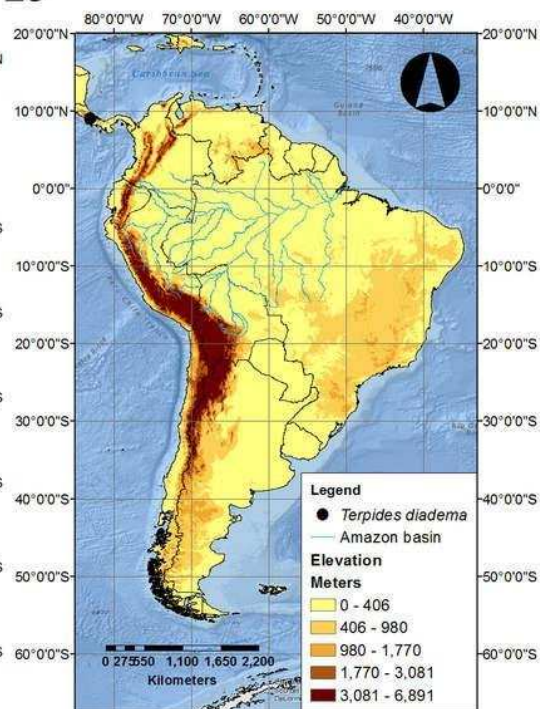 80°0'0"W 70°0'0"W 60°0'0"W 50°0'0"W 40°0'0"W
20°0'0"N 20°0'0"N
Caribbean Sea
10°0'0"N 10°0'0"N
Guiana
Basin
0°0'0" 0°0'0"
10°0'0"S 10°0'0"S
20°0'0"S 20°0'0"S
30°0'0"S 30°0'0"S
40°0'0"S 40°0'0"S
50°0'0"S 50°0'0"S
60°0'0"S 60°0'0"S
Legend
Terpides diadema
Amazon basin
Elevation
Meters
0 - 406
406 - 980
980 - 1,770
1,770 - 3,081
3,081 - 6,891
0 275550 1,100 1,650 2,200
Kilometers